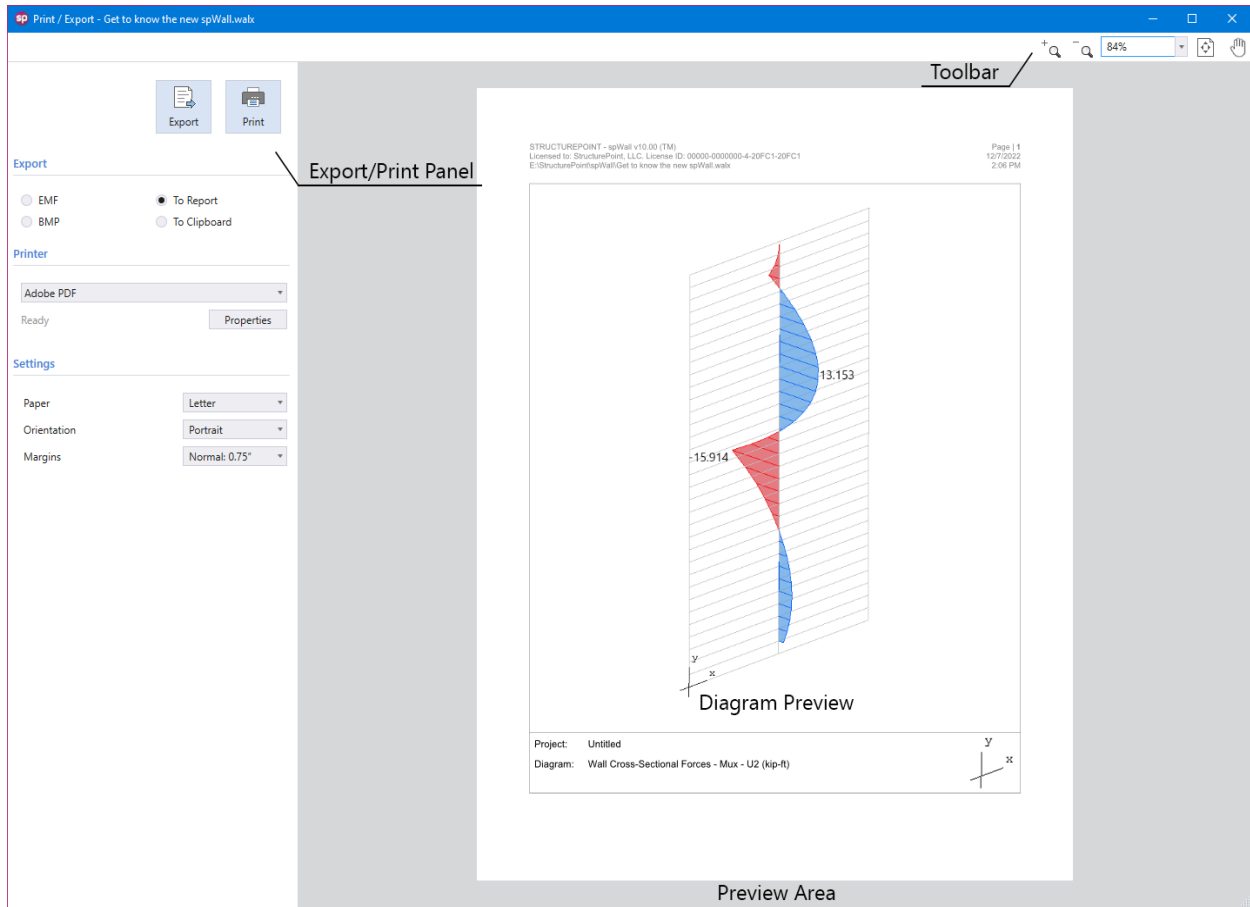 sp Print / Export - Get to know the new spWall.walx
84%
Toolbar
Export
Print
Export/Print Panel
Export
EMF
To Report
BMP
To Clipboard
Printer
Adobe PDF
Ready
Properties
Settings
Paper
Letter
Orientation
Portrait
Margins
Normal: 0.75"
STRUCTUREPOINT - spWall v10.00 (TM)
Licensed to: StructurePoint, LLC. License ID: 00000-0000000-4-20FC1-20FC1
E:\StructurePoint\spWall\Get to know the new spWall.walx
Page | 1
12/7/2022
2:06 PM
13.153
-15.914
y
x
Diagram Preview
Project: Untitled
Diagram: Wall Cross-Sectional Forces - Mux - U2 (kip-ft)
y
x
Preview Area